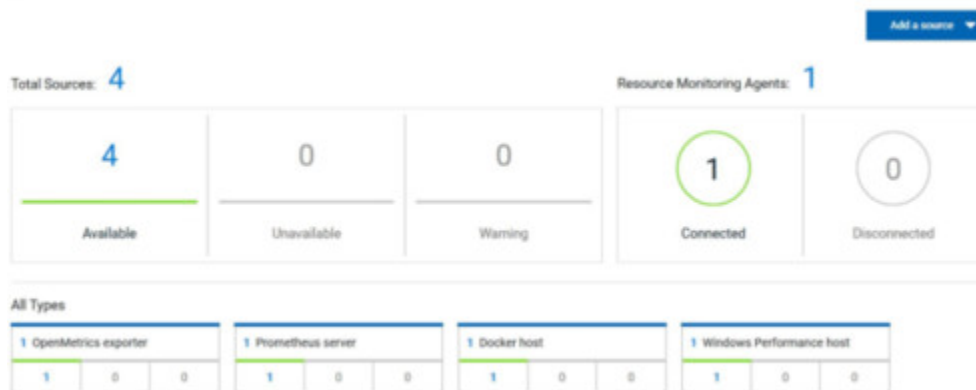 Add a source
Total Sources: 4
Resource Monitoring Agents: 1
4
0
0
1
0
Available
Unavailable
Warning
Connected
Disconnected
All Types
1 OpenMetrics exporter
1 Prometheus server
1 Docker host
1 Windows Performance host
1 0 0
1 0 0
1 0 0
1 0 0